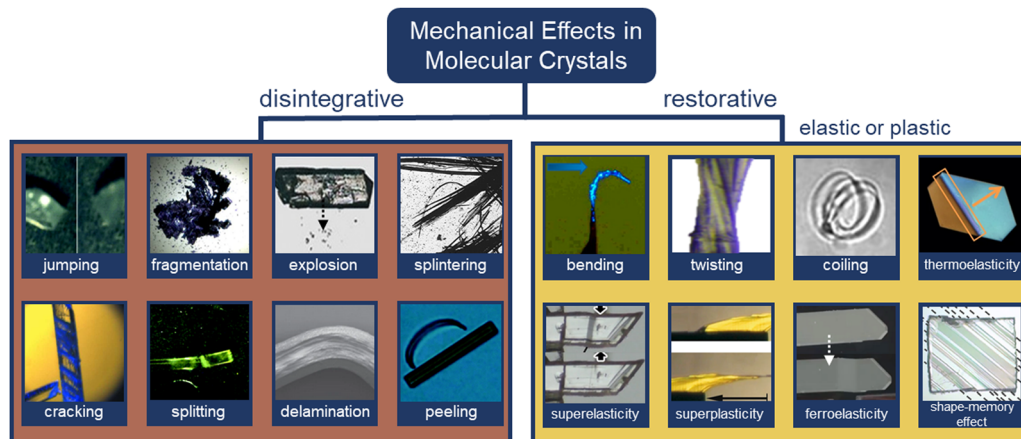 Mechanical Effects in
Molecular Crystals
disintegrative
restorative
elastic or plastic
jumping
fragmentation
explosion
splintering
bending
twisting
coiling
thermoelasticity
cracking
splitting
delamination
peeling
superelasticity
superplasticity
ferroelasticity
shape-memory
effect